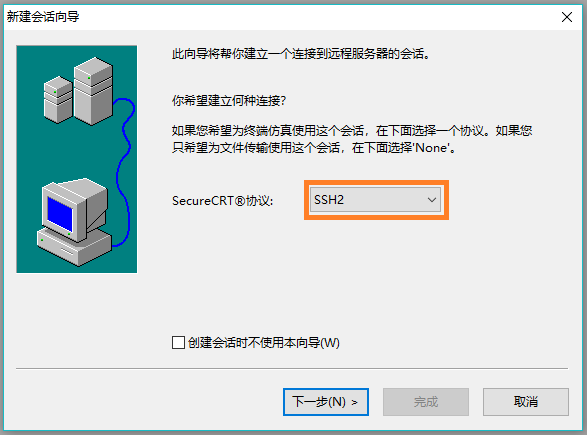 新建会话向导
此向导将帮你建立一个连接到远程服务器的会话。
你希望建立何种连接?
如果您希望为终端仿真使用这个会话，在下面选择一个协议。如果您
只希望为文件传输使用这个会话，在下面选择'None'。
SecureCRT®协议:
SSH2
创建会话时不使用本向导(W)
下一步(N) >
完成
取消